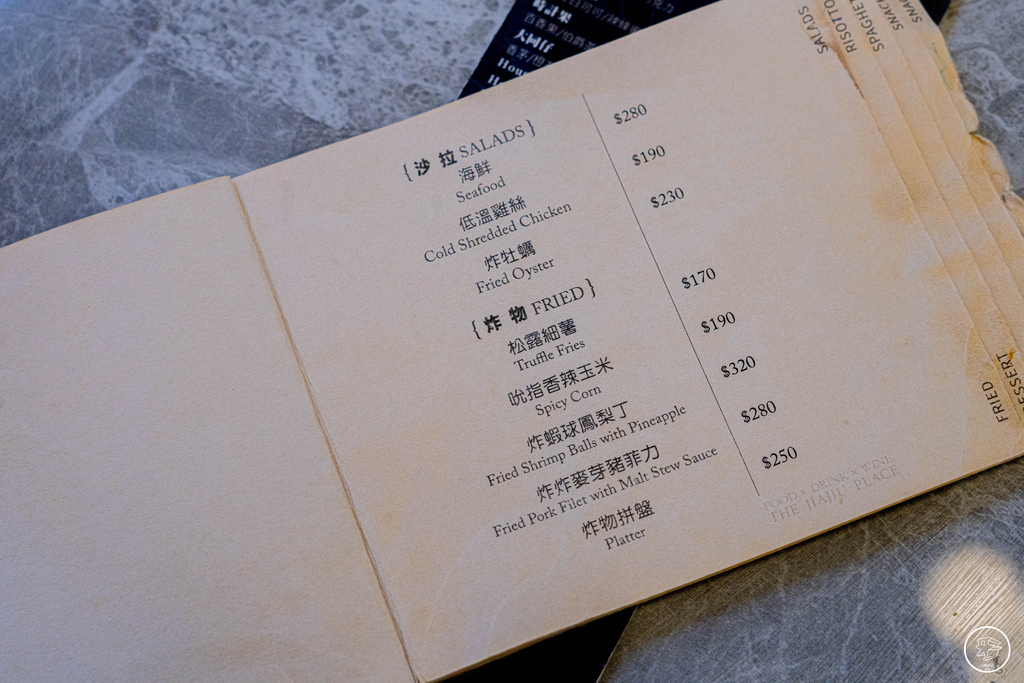 大同仔
{ 沙 拉 SALADS }
海鮮
Seafood
$280
低溫雞絲
Cold Shredded Chicken
$190
炸牡蠣
Fried Oyster
$230
{ 炸 物 FRIED }
松露細薯
Truffle Fries
$170
吮指香辣玉米
Spicy Corn
$190
炸蝦球鳳梨丁
Fried Shrimp Balls with Pineapple
$320
炸炸麥芽豬菲力
Fried Pork Filet with Malt Stew Sauce
$280
炸物拼盤
Platter
$250
FOOD × DRINK × WINE
THE JIAJIU PLACE
SALADS
RISOTTO
FRIED